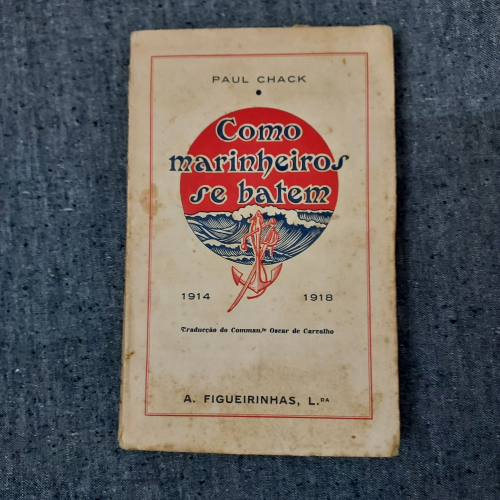 PAUL CHACK
Como
marinheiros
se batem
1914 1918
Traducção do Comman.te Oscar de Carvalho
A. FIGUEIRINHAS, L.DA